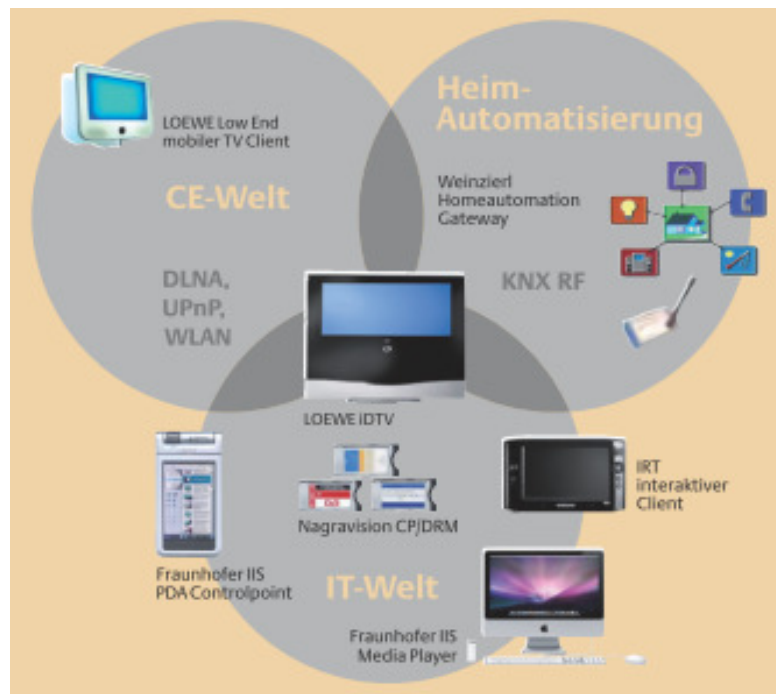 Heim-
Automatisierung
LOEWE Low End
mobiler TV Client
CE-Welt
Weinzierl
Homeautomation
Gateway
DLNA,
UPnP,
WLAN
KNX RF
LOEWE iDTV
Nagravision CP/DRM
IRT
interaktiver
Client
Fraunhofer IIS
PDA Controlpoint
IT-Welt
Fraunhofer IIS
Media Player